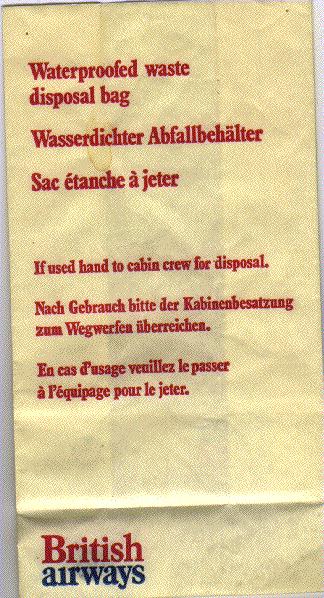 Waterproofed waste
disposal bag
Wasserdichter Abfallbehälter
Sac étanche à jeter
If used hand to cabin crew for disposal.
Nach Gebrauch bitte der Kabinenbesatzung
zum Wegwerfen überreichen.
En cas d'usage veuillez le passer
à l'équipage pour le jeter.
British
airways